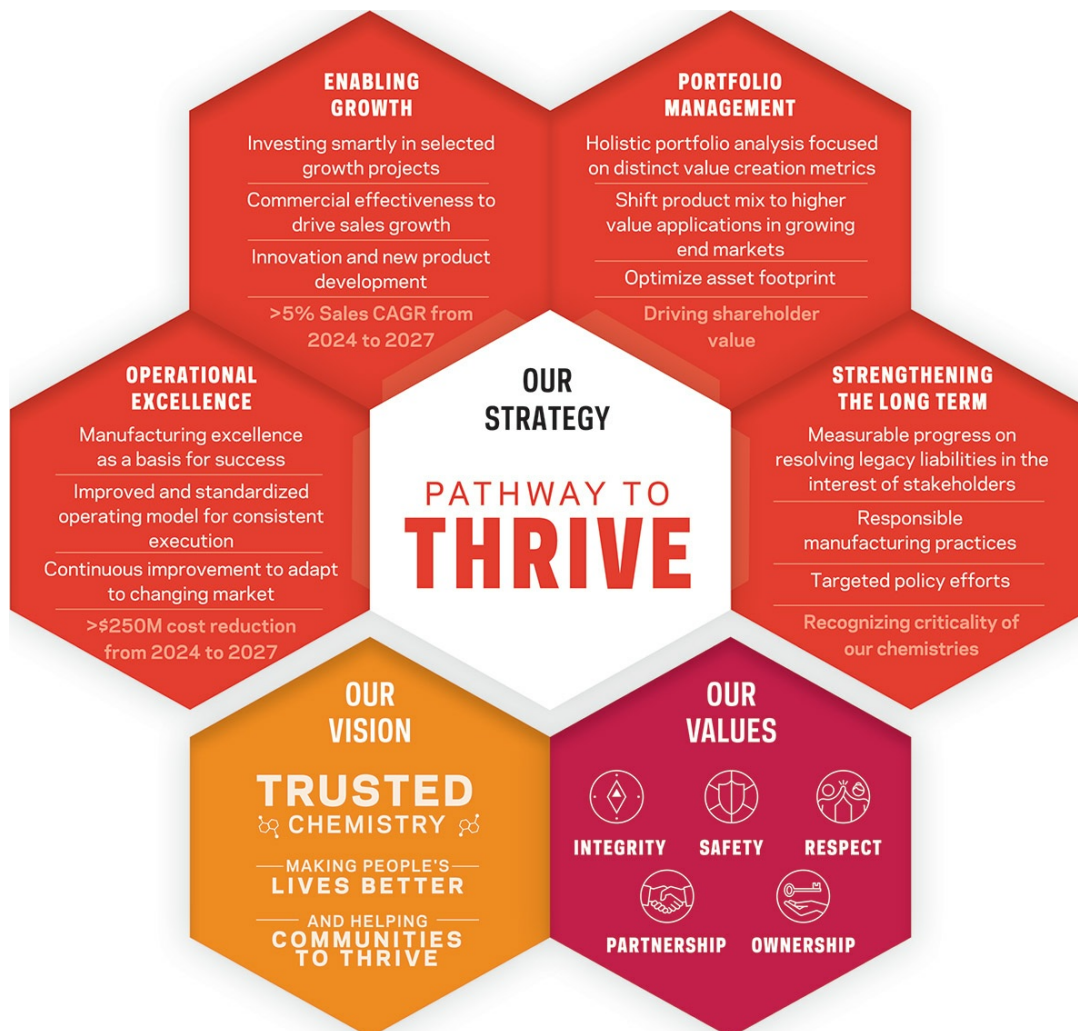 ENABLING
GROWTH
Investing smartly in selected
growth projects
Commercial effectiveness to
drive sales growth
Innovation and new product
development
>5% Sales CAGR from
2024 to 2027
PORTFOLIO
MANAGEMENT
Holistic portfolio analysis focused
on distinct value creation metrics
Shift product mix to higher
value applications in growing
end markets
Optimize asset footprint
Driving shareholder
value
OPERATIONAL
EXCELLENCE
Manufacturing excellence
as a basis for success
Improved and standardized
operating model for consistent
execution
Continuous improvement to adapt
to changing market
>$250M cost reduction
from 2024 to 2027
OUR
STRATEGY
PATHWAY TO
THRIVE
STRENGTHENING
THE LONG TERM
Measurable progress on
resolving legacy liabilities in the
interest of stakeholders
Responsible
manufacturing practices
Targeted policy efforts
Recognizing criticality of
our chemistries
OUR
VISION
TRUSTED
CHEMISTRY
MAKING PEOPLE'S
LIVES BETTER
AND HELPING
COMMUNITIES
TO THRIVE
OUR
VALUES
INTEGRITY
SAFETY
RESPECT
PARTNERSHIP
OWNERSHIP